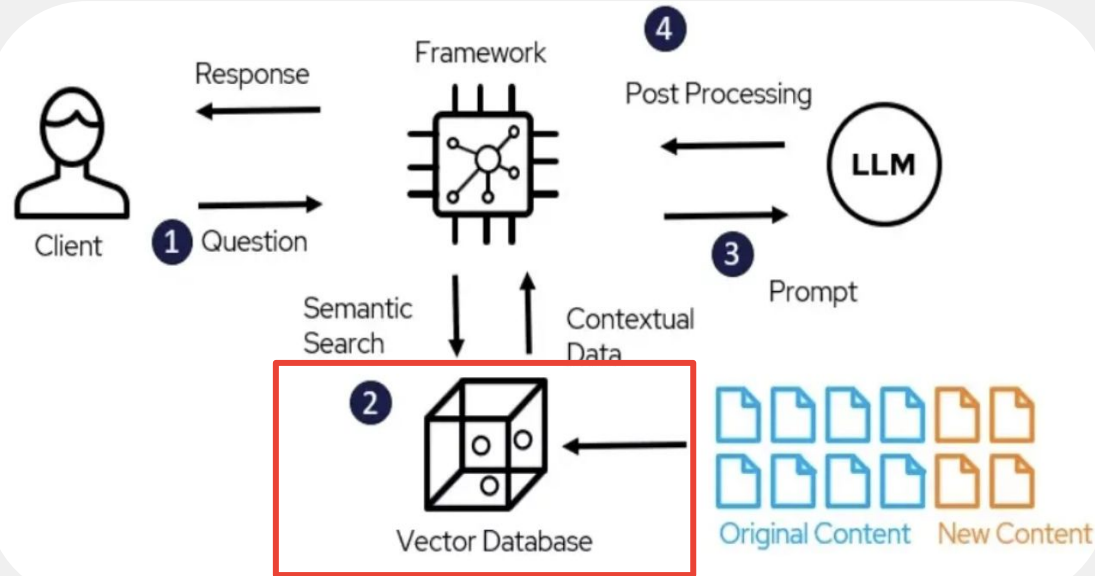 4
Framework
Response
Post Processing
LLM
1 Question
Client
3
Prompt
Semantic
Search
Contextual
Data
2
Vector Database
Original Content New Content